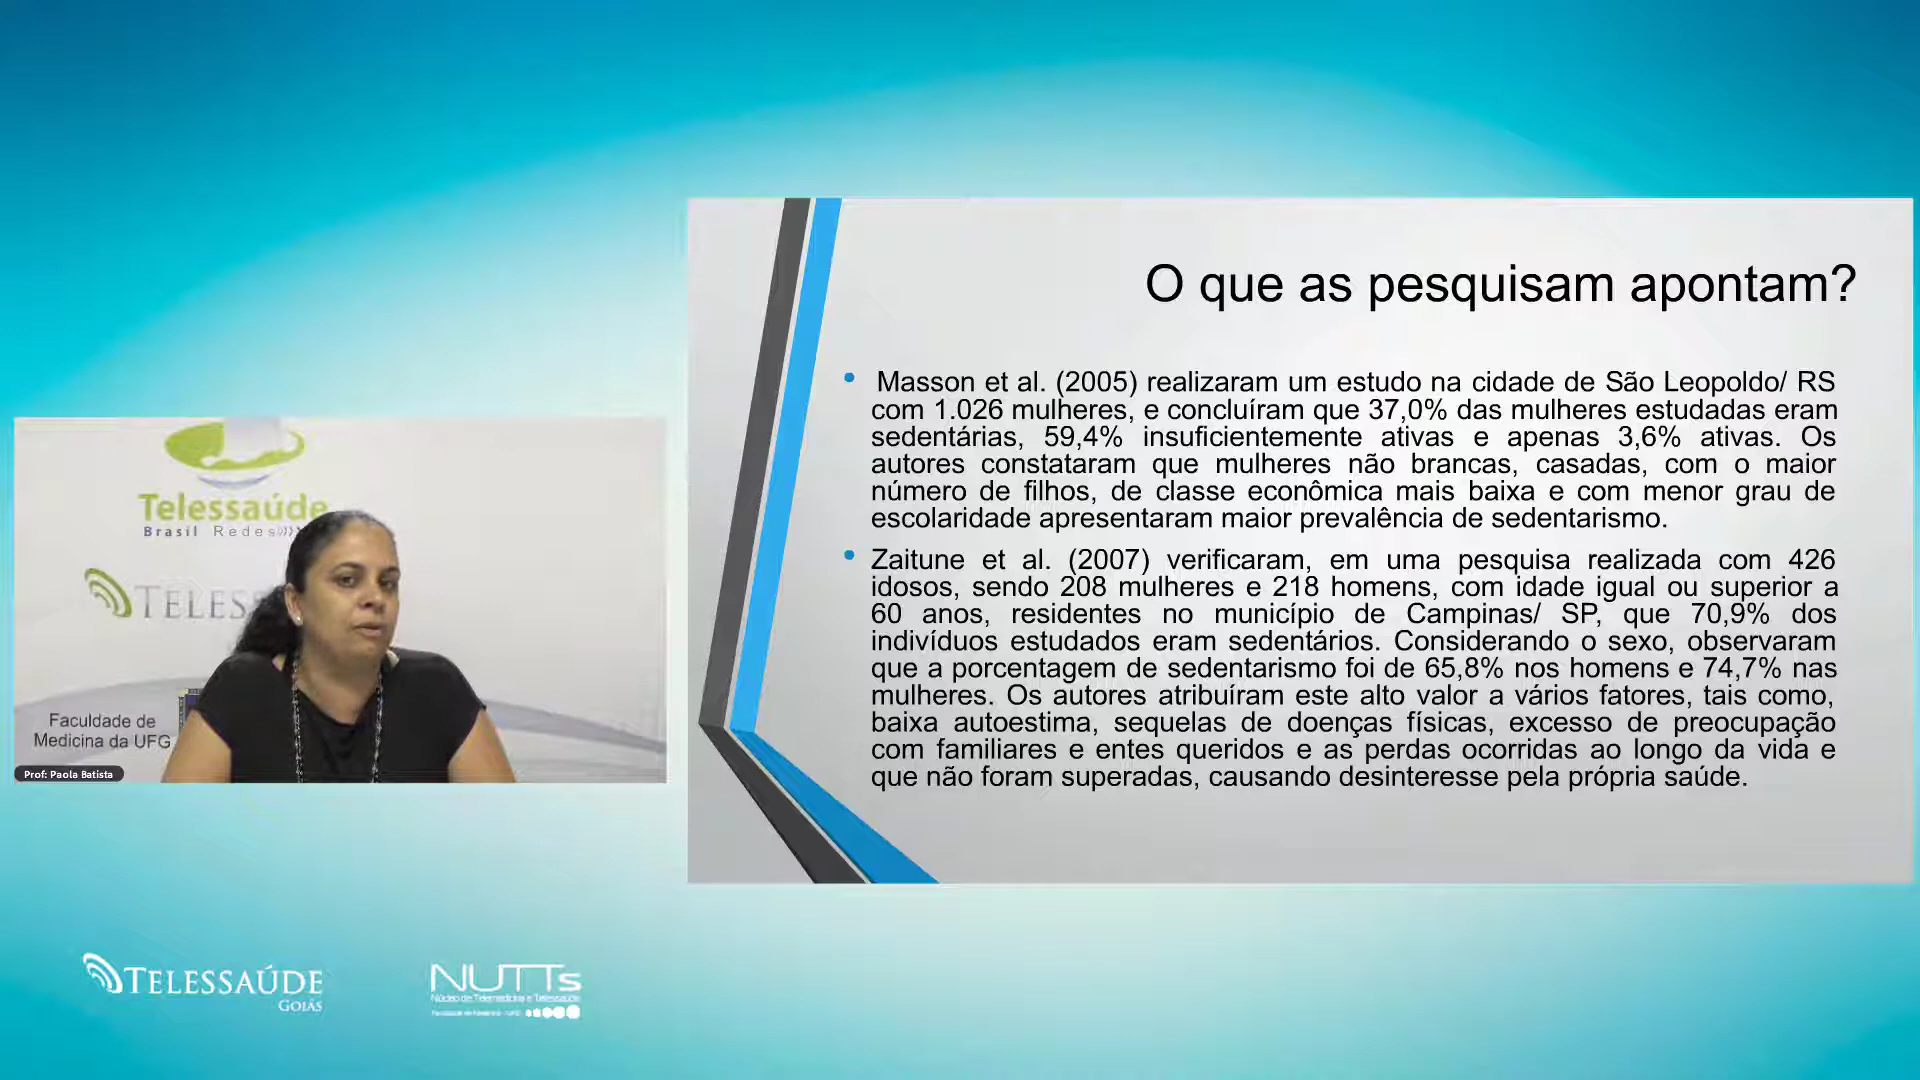 O que as pesquisam apontam?
Masson et al. (2005) realizaram um estudo na cidade de São Leopoldo/ RS
com 1.026 mulheres, e concluíram que 37,0% das mulheres estudadas eram
sedentárias, 59,4% insuficientemente ativas e apenas 3,6% ativas. Os
autores constataram que mulheres não brancas, casadas, com o maior
número de filhos, de classe econômica mais baixa e com menor grau de
escolaridade apresentaram maior prevalência de sedentarismo.
Zaitune et al. (2007) verificaram, em uma pesquisa realizada com 426
idosos, sendo 208 mulheres e 218 homens, com idade igual ou superior a
60 anos, residentes no município de Campinas/ SP, que 70,9% dos
indivíduos estudados eram sedentários. Considerando o sexo, observaram
que a porcentagem de sedentarismo foi de 65,8% nos homens e 74,7% nas
mulheres. Os autores atribuíram este alto valor a vários fatores, tais como,
baixa autoestima, sequelas de doenças físicas, excesso de preocupação
com familiares e entes queridos e as perdas ocorridas ao longo da vida e
que não foram superadas, causando desinteresse pela própria saúde.
Telessaúde
Brasil Redes
TELES
Faculdade de
Medicina da UFG
Prof: Paola Batista
TELESSAÚDE
GOIÁS
NUTTs
Núcleo de Telemedicina e Telessaúde
Faculdade de Medicina - UFG